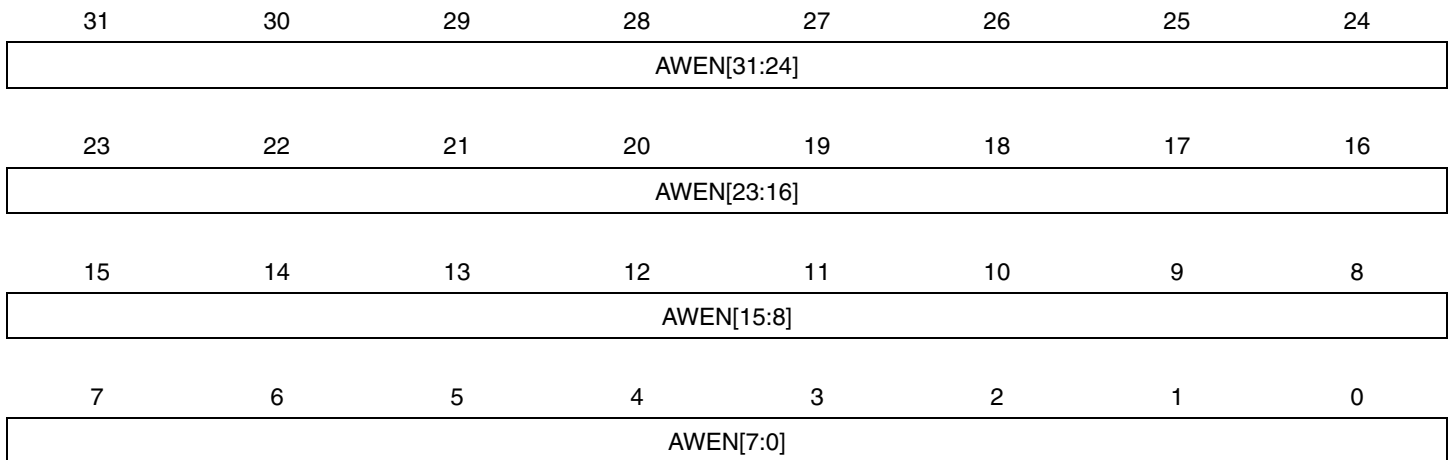 31 30 29 28 27 26 25 24
AWEN[31:24]
23 22 21 20 19 18 17 16
AWEN[23:16]
15 14 13 12 11 10 9 8
AWEN[15:8]
7 6 5 4 3 2 1 0
AWEN[7:0]